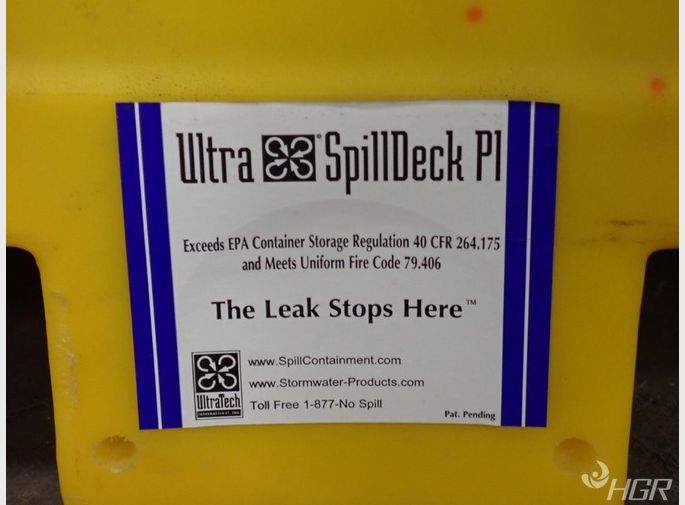 Ultra® SpillDeck P1
Exceeds EPA Container Storage Regulation 40 CFR 264.175
and Meets Uniform Fire Code 79.406
The Leak Stops Here™
www.SpillContainment.com
www.Stormwater-Products.com
UltraTech
INTERNATIONAL, INC.
Toll Free 1-877-No Spill
Pat. Pending
HGR